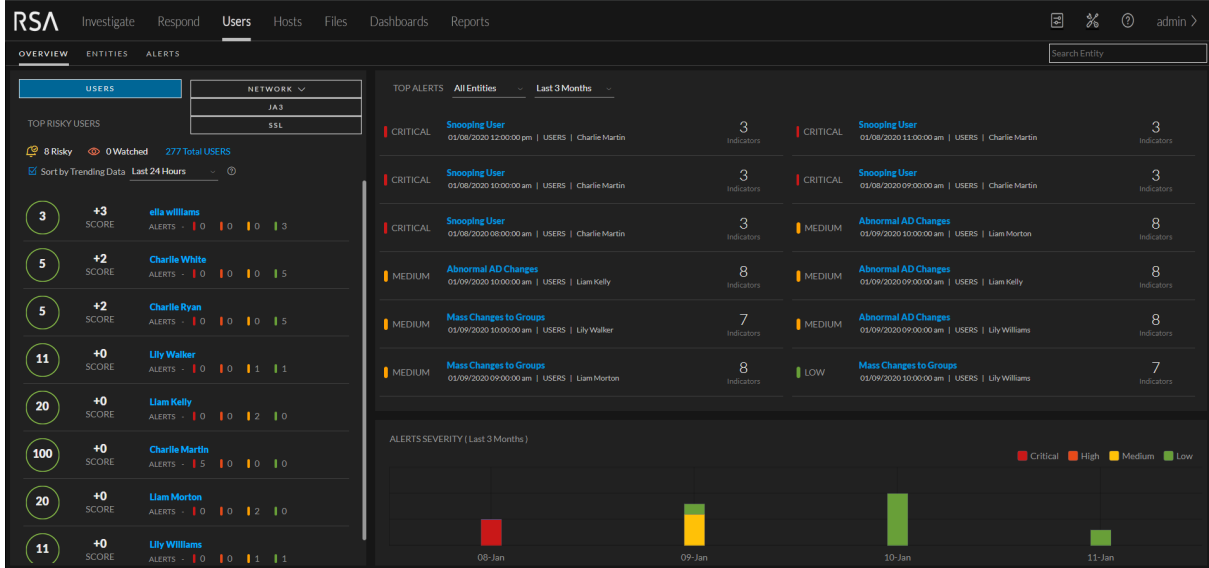 RSA Investigate Respond Users Hosts Files Dashboards Reports admin >
OVERVIEW ENTITIES ALERTS Search Entity
USERS NETWORK
JA3
SSL
TOP RISKY USERS
8 Risky 0 Watched 277 Total USERS
Sort by Trending Data Last 24 Hours
3 +3 SCORE ella williams
ALERTS - 0 0 0 3
5 +2 SCORE Charlie White
ALERTS - 0 0 0 5
5 +2 SCORE Charlie Ryan
ALERTS - 0 0 0 5
11 +0 SCORE Lily Walker
ALERTS - 0 0 1 1
20 +0 SCORE Liam Kelly
ALERTS - 0 0 2 0
100 +0 SCORE Charlie Martin
ALERTS - 5 0 0 0
20 +0 SCORE Liam Morton
ALERTS - 0 0 2 0
11 +0 SCORE Lily Williams
ALERTS - 0 0 1 1
TOP ALERTS All Entities Last 3 Months
CRITICAL Snooping User 3 Indicators
01/08/2020 12:00:00 pm | USERS | Charlie Martin
CRITICAL Snooping User 3 Indicators
01/08/2020 11:00:00 am | USERS | Charlie Martin
CRITICAL Snooping User 3 Indicators
01/08/2020 10:00:00 am | USERS | Charlie Martin
CRITICAL Snooping User 3 Indicators
01/08/2020 09:00:00 am | USERS | Charlie Martin
CRITICAL Snooping User 3 Indicators
01/08/2020 08:00:00 am | USERS | Charlie Martin
MEDIUM Abnormal AD Changes 8 Indicators
01/09/2020 10:00:00 am | USERS | Liam Morton
MEDIUM Abnormal AD Changes 8 Indicators
01/09/2020 10:00:00 am | USERS | Liam Kelly
MEDIUM Abnormal AD Changes 8 Indicators
01/09/2020 09:00:00 am | USERS | Liam Kelly
MEDIUM Mass Changes to Groups 7 Indicators
01/09/2020 10:00:00 am | USERS | Lily Walker
MEDIUM Abnormal AD Changes 8 Indicators
01/09/2020 09:00:00 am | USERS | Lily Williams
MEDIUM Mass Changes to Groups 8 Indicators
01/09/2020 09:00:00 am | USERS | Liam Morton
LOW Mass Changes to Groups 7 Indicators
01/09/2020 10:00:00 am | USERS | Lily Williams
ALERTS SEVERITY ( Last 3 Months )
Critical High Medium Low
08-Jan 09-Jan 10-Jan 11-Jan